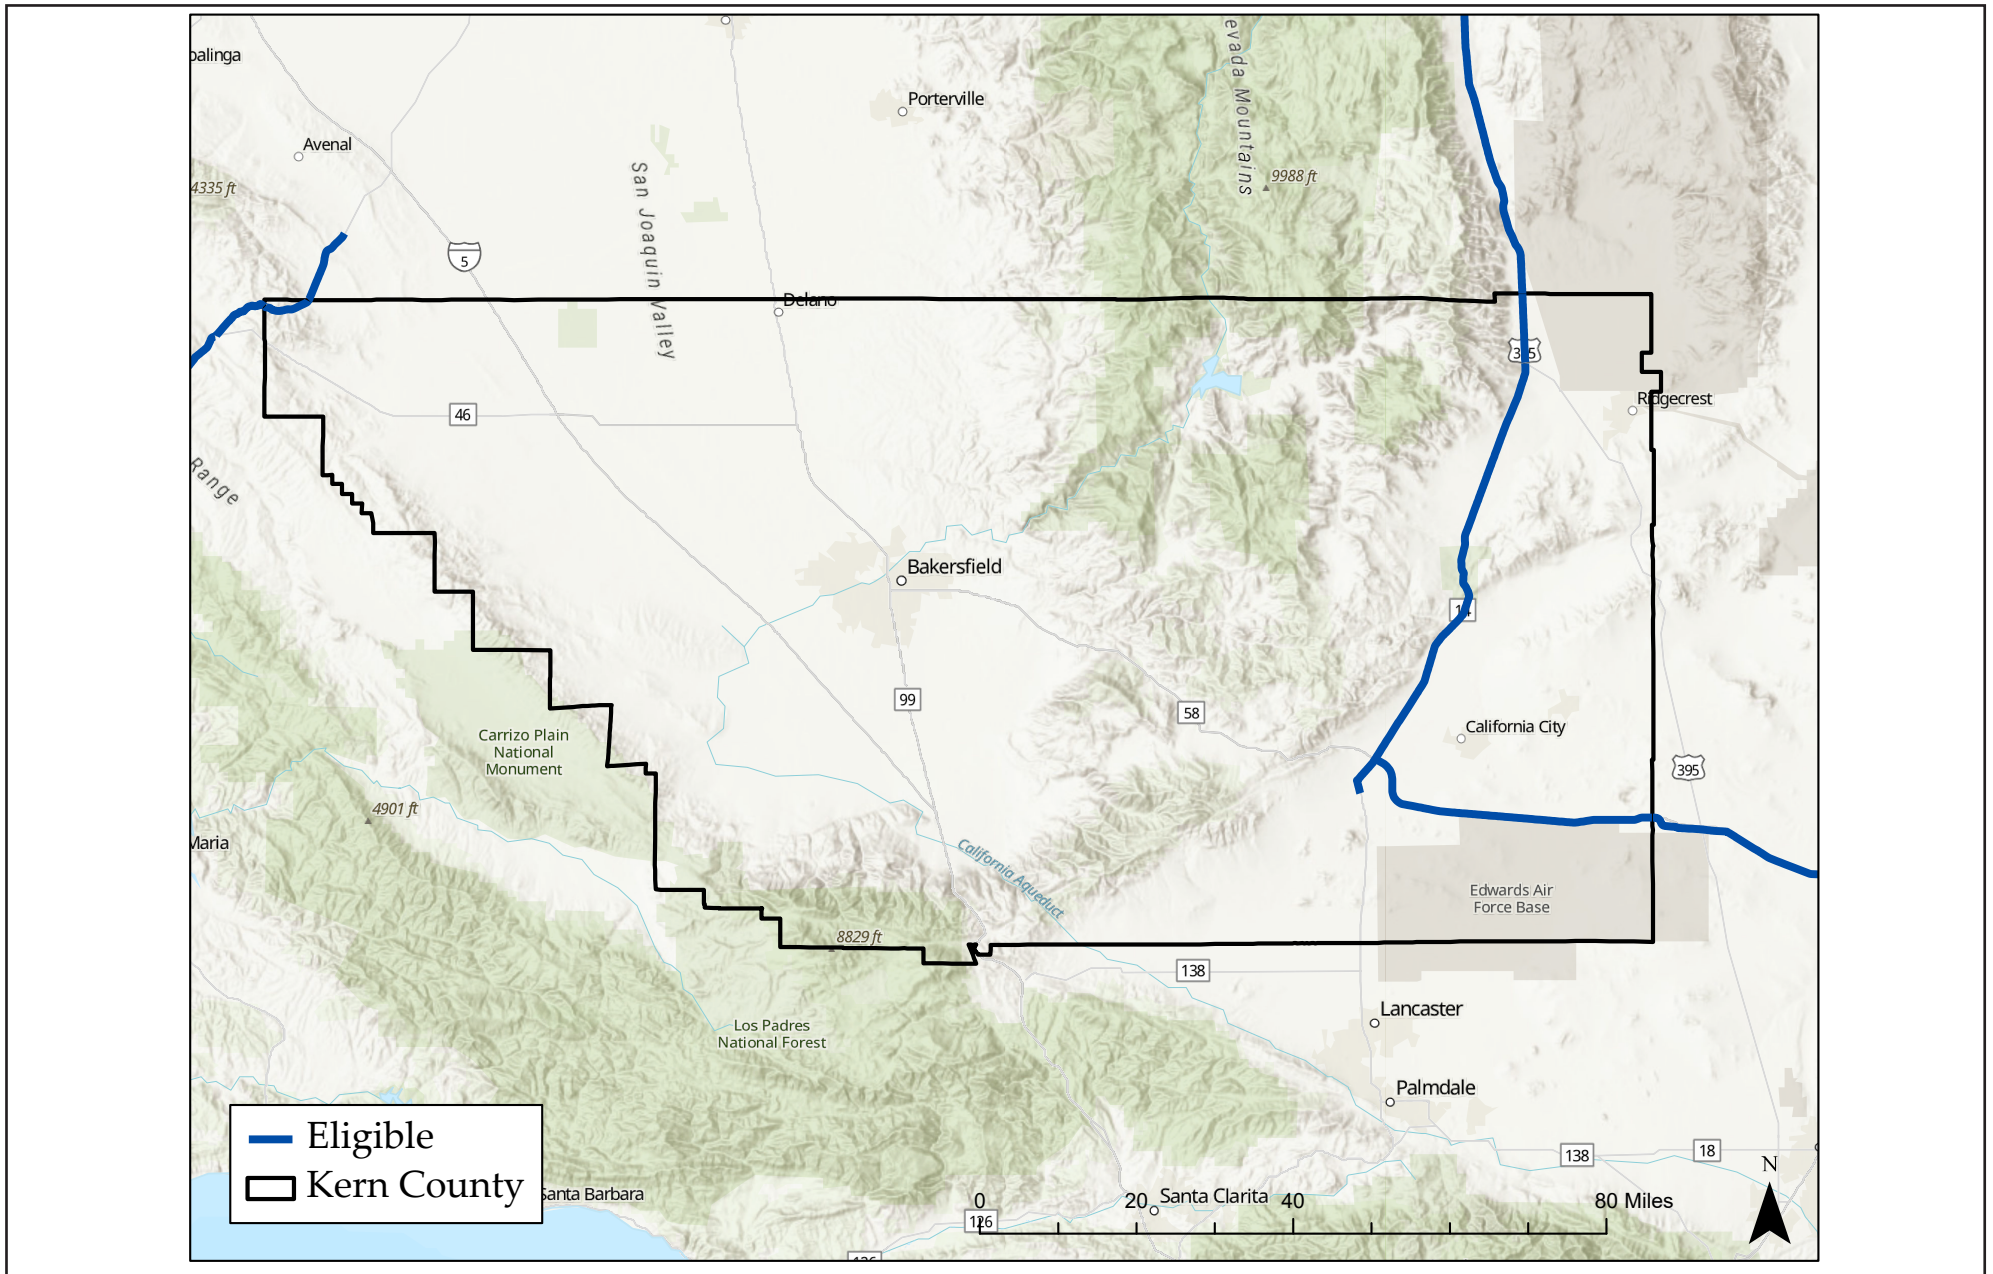 oalinga
Porterville
Avenal
evada Mountains
4335 ft
9988 ft
San Joaquin Valley
5
Delano
395
Ridgecrest
46
Range
Bakersfield
14
99
58
California City
Carrizo Plain
National
Monument
395
4901 ft
Maria
California Aqueduct
Edwards Air
Force Base
8829 ft
138
Lancaster
Los Padres
National Forest
Palmdale
Eligible
Kern County
138
18
N
Santa Barbara
Santa Clarita
0
20
40
80 Miles
126
126